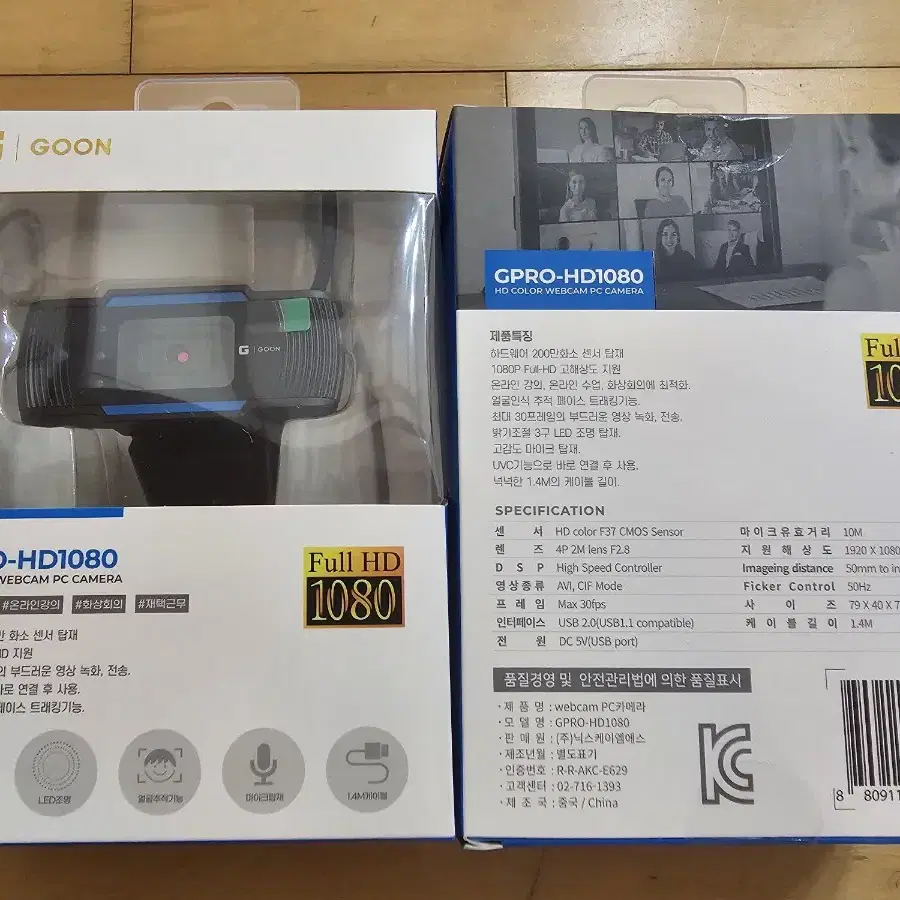 G | GOON
G | GOON
O-HD1080
WEBCAM PC CAMERA
#온라인강의 #화상회의 #재택근무
만 화소 센서 탑재
HD 지원
의 부드러운 영상 녹화, 전송.
바로 연결 후 사용.
페이스 트래킹기능.
Full HD
1080
LED조명
얼굴추적기능
마이크탑재
1.4M케이블
GPRO-HD1080
HD COLOR WEBCAM PC CAMERA
제품특징
하드웨어 200만화소 센서 탑재
1080P Full-HD 고해상도 지원
온라인 강의, 온라인 수업, 화상회의에 최적화.
얼굴인식 추적 페이스 트래킹기능.
최대 30프레임의 부드러운 영상 녹화, 전송.
밝기조절 3구 LED 조명 탑재.
고감도 마이크 탑재.
UVC기능으로 바로 연결 후 사용.
넉넉한 1.4M의 케이블 길이.
Ful
10
SPECIFICATION
센 서 HD color F37 CMOS Sensor 마이크유효거리 10M
렌 즈 4P 2M lens F2.8 지원해상도 1920 X 1080
D S P High Speed Controller Imageing distance 50mm to in
영상종류 AVI, CIF Mode Ficker Control 50Hz
프 레 임 Max 30fps 사 이 즈 79 X 40 X 7
인터페이스 USB 2.0(USB1.1 compatible) 케이블길이 1.4M
전 원 DC 5V(USB port)
품질경영 및 안전관리법에 의한 품질표시
· 제 품 명 : webcam PC카메라
· 모 델 명 : GPRO-HD1080
· 판 매 원 : (주)닉스케이엠에스
· 제조년월 : 별도표기
· 인증번호 : R-R-AKC-E629
· 고객센터 : 02-716-1393
· 제 조 국 : 중국 / China
8 80911